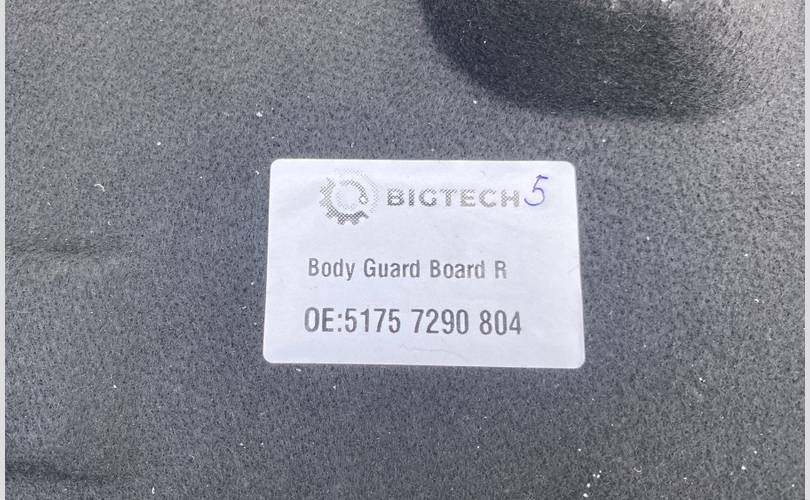 BIGTECH 5
Body Guard Board R
OE:5175 7290 804